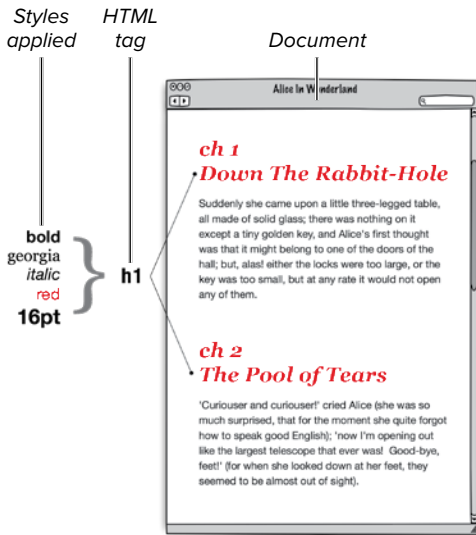 Styles applied
HTML tag
Document
Alice In Wonderland
bold
georgia
italic
red
16pt
h1
ch 1
Down The Rabbit-Hole
Suddenly she came upon a little three-legged table,
all made of solid glass; there was nothing on it
except a tiny golden key, and Alice's first thought
was that it might belong to one of the doors of the
hall; but, alas! either the locks were too large, or the
key was too small, but at any rate it would not open
any of them.
ch 2
The Pool of Tears
'Curiouser and curiouser!' cried Alice (she was so
much surprised, that for the moment she quite forgot
how to speak good English); 'now I'm opening out
like the largest telescope that ever was! Good-bye,
feet!' (for when she looked down at her feet, they
seemed to be almost out of sight).